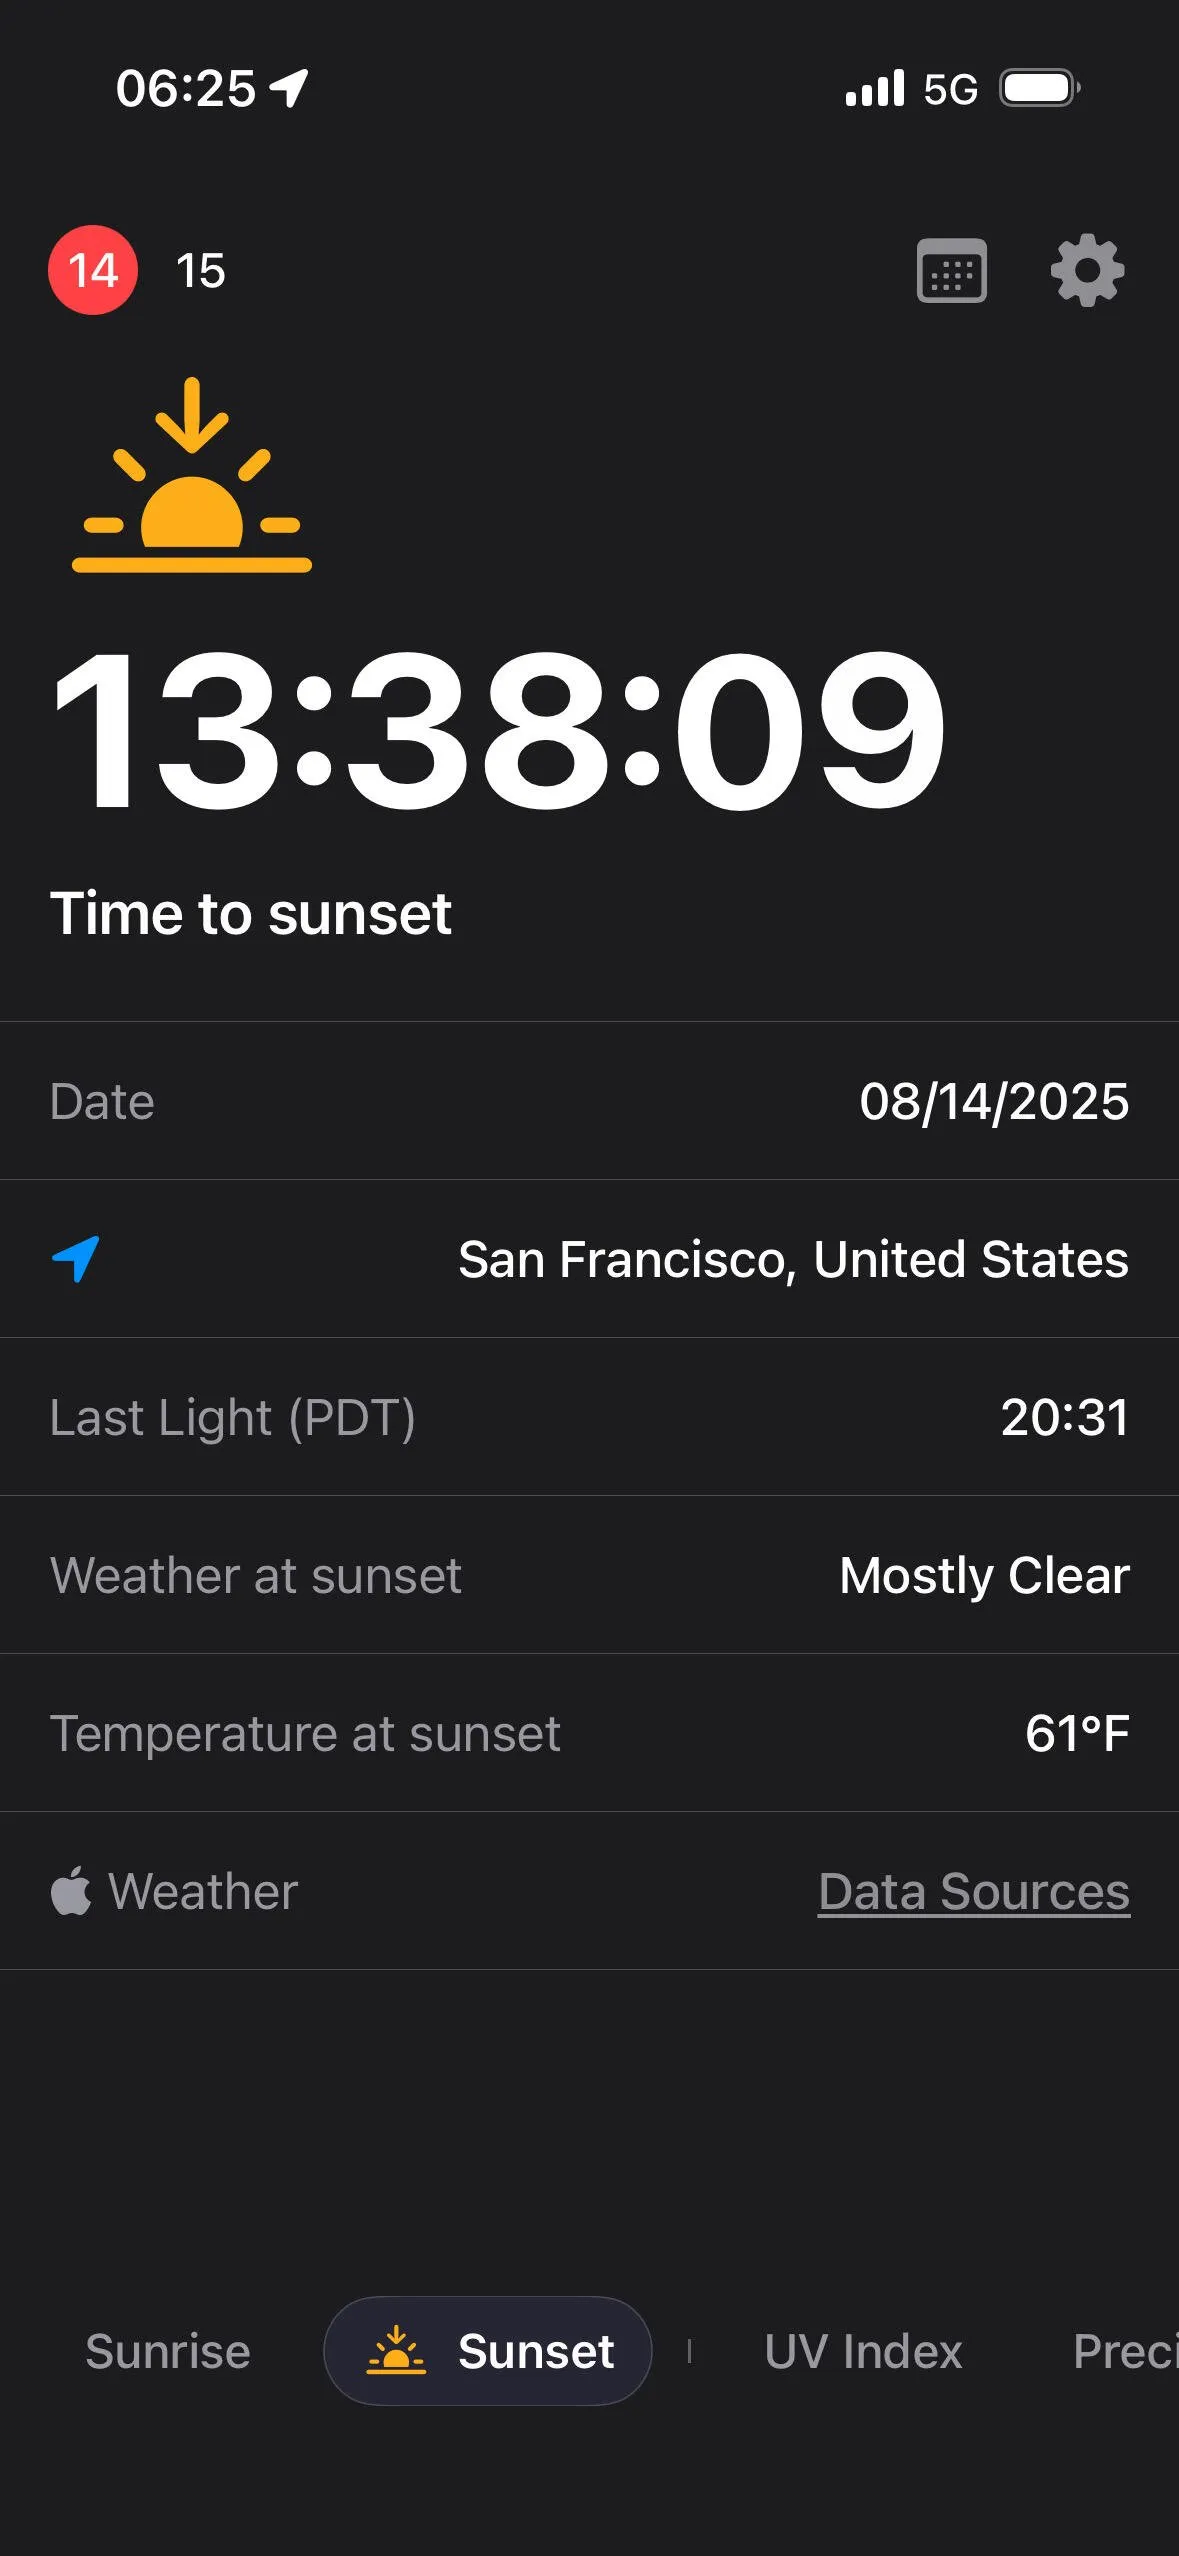 06:25 5G
14 15
13:38:09
Time to sunset
Date 08/14/2025
San Francisco, United States
Last Light (PDT) 20:31
Weather at sunset Mostly Clear
Temperature at sunset 61°F
Weather Data Sources
Sunrise Sunset UV Index Preci